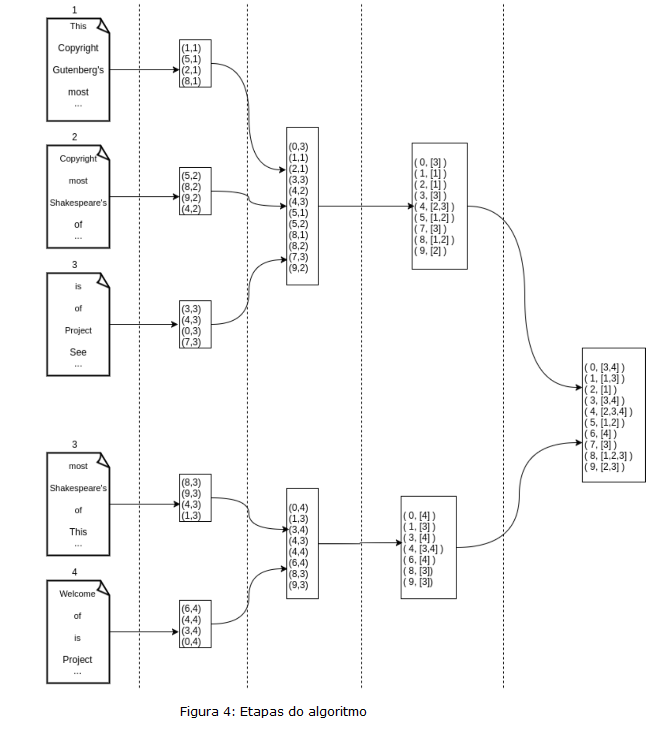 1
This
Copyright
Gutenberg's
most
...
2
Copyright
most
Shakespeare's
of
...
3
is
of
Project
See
...
3
most
Shakespeare's
of
This
...
4
Welcome
of
is
Project
...
(1,1)
(5,1)
(2,1)
(8,1)
(5,2)
(8,2)
(9,2)
(4,2)
(3,3)
(4,3)
(0,3)
(7,3)
(8,3)
(9,3)
(4,3)
(1,3)
(6,4)
(4,4)
(3,4)
(0,4)
(0,3)
(1,1)
(2,1)
(3,3)
(4,2)
(4,3)
(5,1)
(5,2)
(8,1)
(8,2)
(7,3)
(9,2)
(0,4)
(1,3)
(3,4)
(4,3)
(4,4)
(6,4)
(8,3)
(9,3)
( 0, [3] )
( 1, [1] )
( 2, [1] )
( 3, [3] )
( 4, [2,3] )
( 5, [1,2] )
( 7, [3] )
( 8, [1,2] )
( 9, [2] )
( 0, [4] )
( 1, [3] )
( 3, [4] )
( 4, [3,4] )
( 6, [4] )
( 8, [3])
( 9, [3])
( 0, [3,4] )
( 1, [1,3] )
( 2, [1] )
( 3, [3,4] )
( 4, [2,3,4] )
( 5, [1,2] )
( 6, [4] )
( 7, [3] )
( 8, [1,2,3] )
( 9, [2,3] )
Figura 4: Etapas do algoritmo